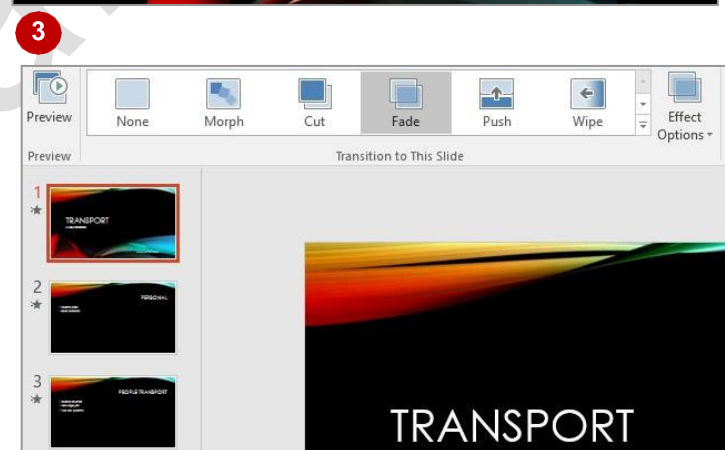 3
Preview
None Morph Cut Fade Push Wipe
Effect
Options
Preview
Transition to This Slide
1
TRANSPORT
2
PERSONAL
3
PEOPLE TRANSPORT
TRANSPORT